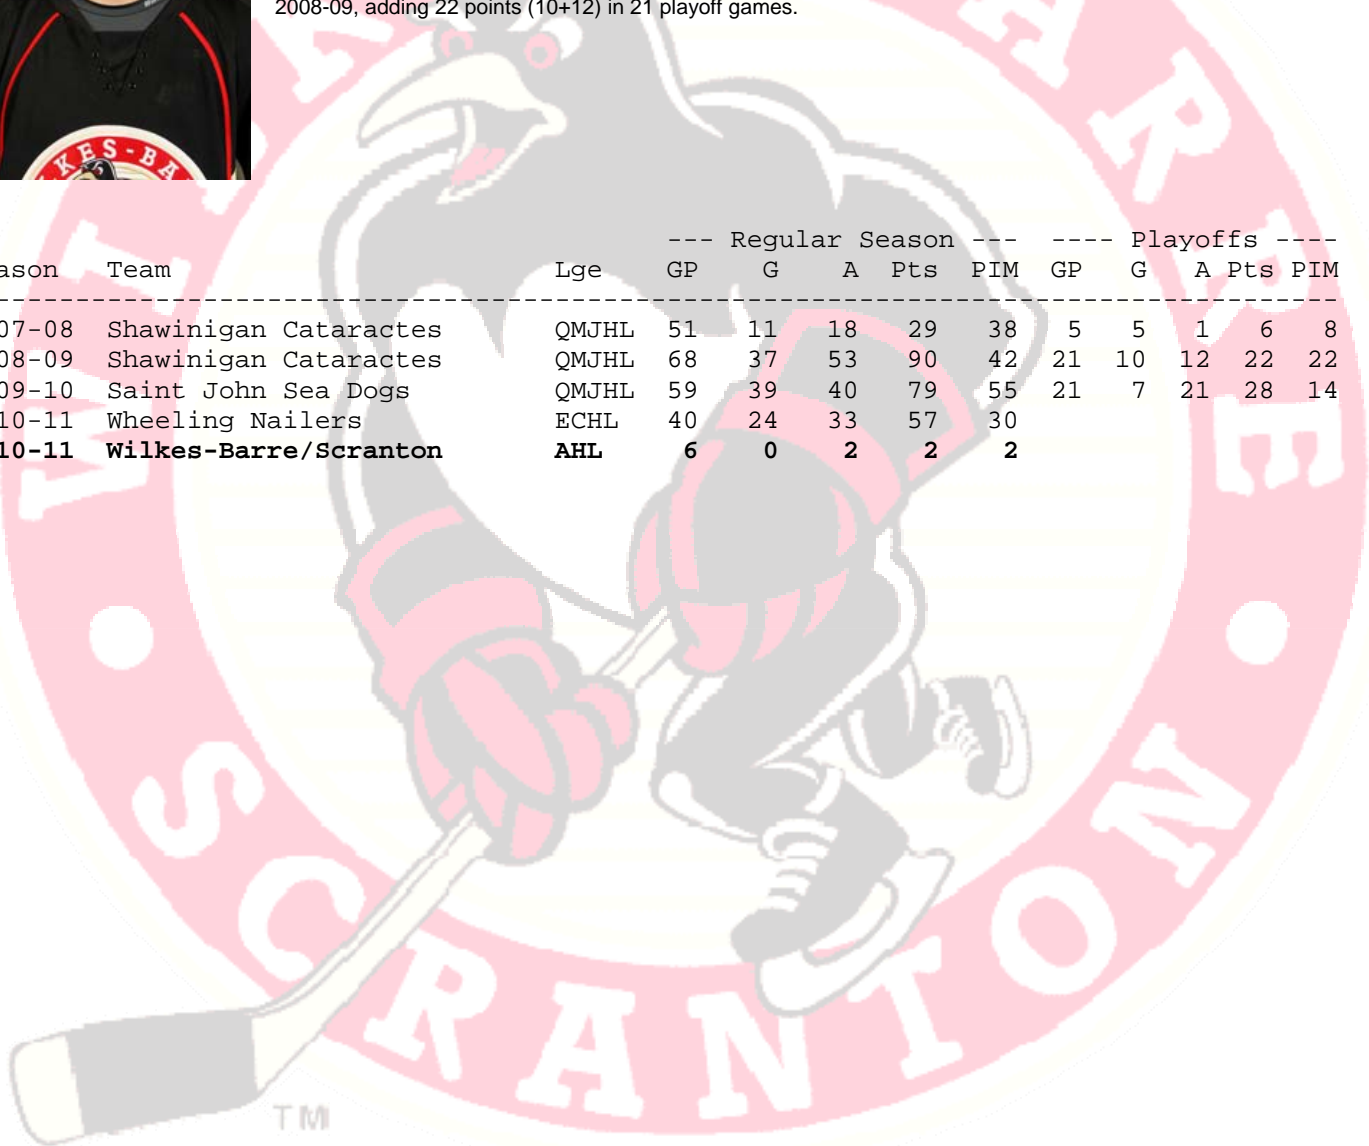 2008-09, adding 22 points (10+12) in 21 playoff games.
KES-BA
--- Regular Season --- ---- Playoffs ----
ason Team Lge GP G A Pts PIM GP G A Pts PIM
07-08 Shawinigan Cataractes QMJHL 51 11 18 29 38 5 5 1 6 8
08-09 Shawinigan Cataractes QMJHL 68 37 53 90 42 21 10 12 22 22
09-10 Saint John Sea Dogs QMJHL 59 39 40 79 55 21 7 21 28 14
10-11 Wheeling Nailers ECHL 40 24 33 57 30
10-11 Wilkes-Barre/Scranton AHL 6 0 2 2 2
SCRANTON
TM